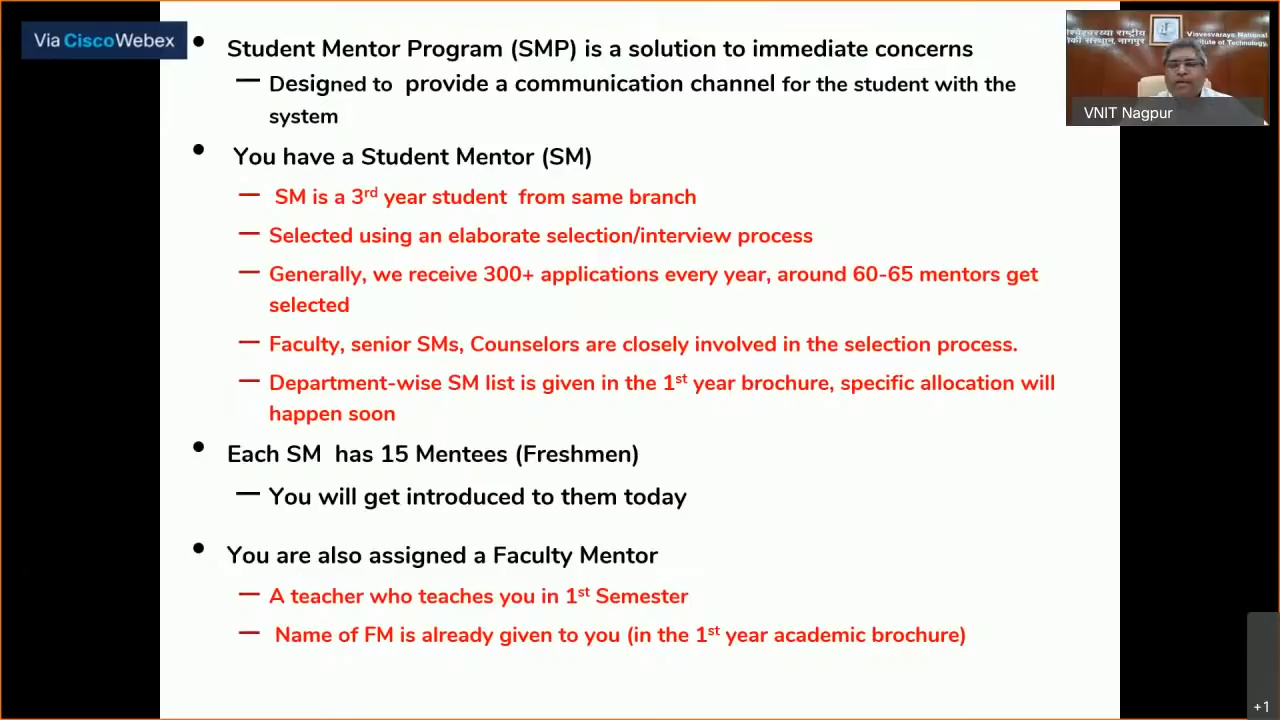 Via CiscoWebex
Student Mentor Program (SMP) is a solution to immediate concerns
— Designed to provide a communication channel for the student with the
system
You have a Student Mentor (SM)
— SM is a 3rd year student from same branch
— Selected using an elaborate selection/interview process
— Generally, we receive 300+ applications every year, around 60-65 mentors get
selected
— Faculty, senior SMs, Counselors are closely involved in the selection process.
— Department-wise SM list is given in the 1st year brochure, specific allocation will
happen soon
Each SM has 15 Mentees (Freshmen)
— You will get introduced to them today
You are also assigned a Faculty Mentor
— A teacher who teaches you in 1st Semester
— Name of FM is already given to you (in the 1st year academic brochure)
राष्ट्रीय
संस्थान, नागपुर
Visvesvaraya National
Institute of Technology,
VNIT Nagpur
+1